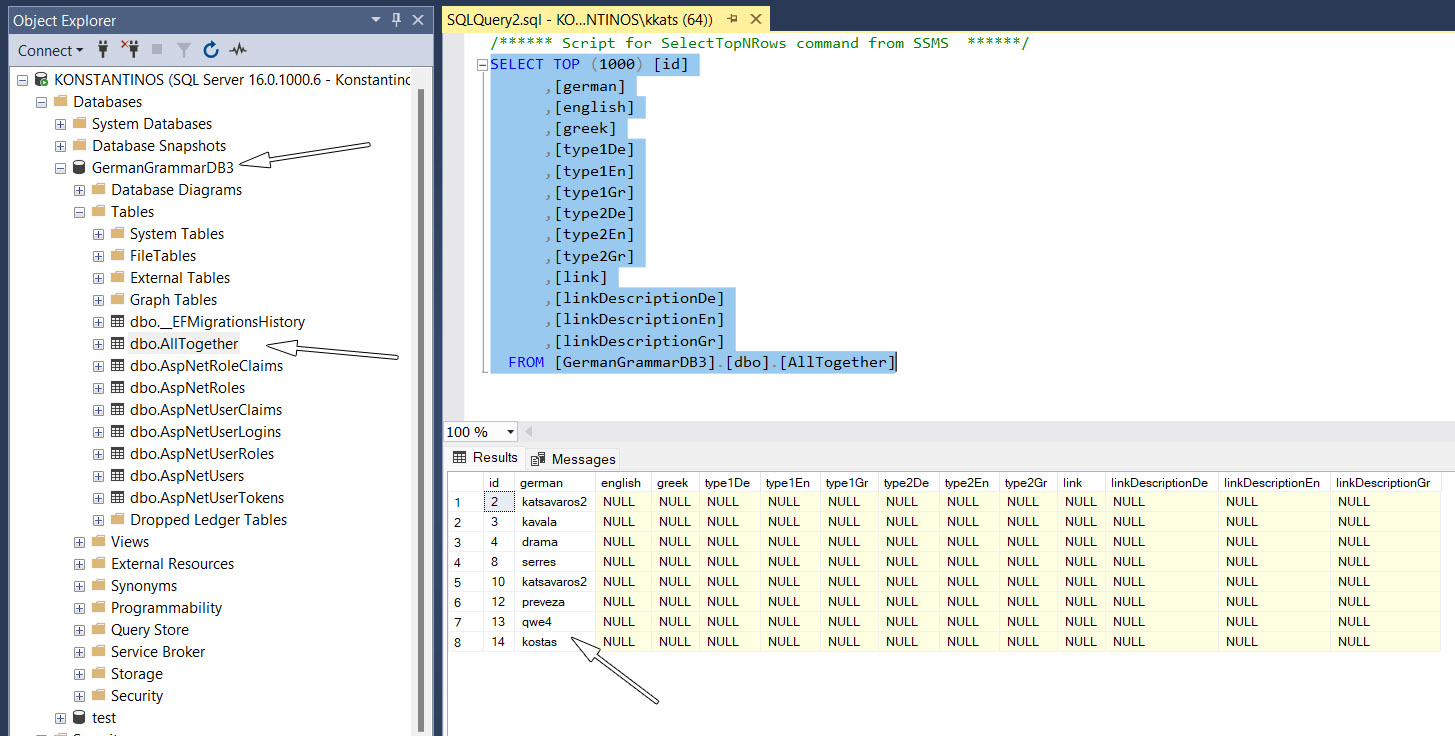 Object Explorer
Connect
KONSTANTINOS (SQL Server 16.0.1000.6 - Konstantinc
Databases
System Databases
Database Snapshots
GermanGrammarDB3
Database Diagrams
Tables
System Tables
FileTables
External Tables
Graph Tables
dbo.__EFMigrationsHistory
dbo.AllTogether
dbo.AspNetRoleClaims
dbo.AspNetRoles
dbo.AspNetUserClaims
dbo.AspNetUserLogins
dbo.AspNetUserRoles
dbo.AspNetUsers
dbo.AspNetUserTokens
Dropped Ledger Tables
Views
External Resources
Synonyms
Programmability
Query Store
Service Broker
Storage
Security
test
SQLQuery2.sql - KO...NTINOS\kkats (64))
/****** Script for SelectTopNRows command from SSMS  ******/
SELECT TOP (1000) [id]
,[german]
,[english]
,[greek]
,[type1De]
,[type1En]
,[type1Gr]
,[type2De]
,[type2En]
,[type2Gr]
,[link]
,[linkDescriptionDe]
,[linkDescriptionEn]
,[linkDescriptionGr]
FROM [GermanGrammarDB3].[dbo].[AllTogether]
100 %
Results Messages
id german english greek type1De type1En type1Gr type2De type2En type2Gr link linkDescriptionDe linkDescriptionEn linkDescriptionGr
1 2 katsavaros2 NULL NULL NULL NULL NULL NULL NULL NULL NULL NULL NULL NULL
2 3 kavala NULL NULL NULL NULL NULL NULL NULL NULL NULL NULL NULL NULL
3 4 drama NULL NULL NULL NULL NULL NULL NULL NULL NULL NULL NULL NULL
4 8 serres NULL NULL NULL NULL NULL NULL NULL NULL NULL NULL NULL NULL
5 10 katsavaros2 NULL NULL NULL NULL NULL NULL NULL NULL NULL NULL NULL NULL
6 12 preveza NULL NULL NULL NULL NULL NULL NULL NULL NULL NULL NULL NULL
7 13 qwe4 NULL NULL NULL NULL NULL NULL NULL NULL NULL NULL NULL NULL
8 14 kostas NULL NULL NULL NULL NULL NULL NULL NULL NULL NULL NULL NULL